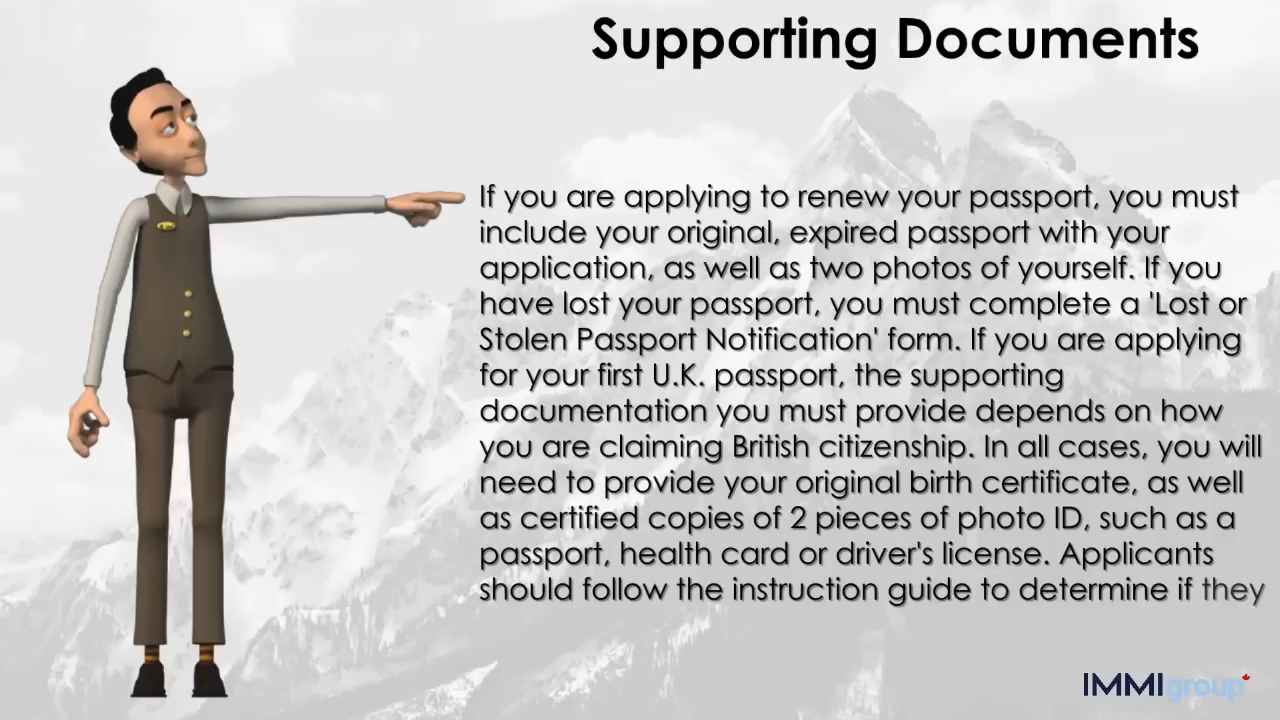 Supporting Documents
If you are applying to renew your passport, you must
include your original, expired passport with your
application, as well as two photos of yourself. If you
have lost your passport, you must complete a 'Lost or
Stolen Passport Notification' form. If you are applying
for your first U.K. passport, the supporting
documentation you must provide depends on how
you are claiming British citizenship. In all cases, you will
need to provide your original birth certificate, as well
as certified copies of 2 pieces of photo ID, such as a
passport, health card or driver's license. Applicants
should follow the instruction guide to determine if they
IMMIgroup